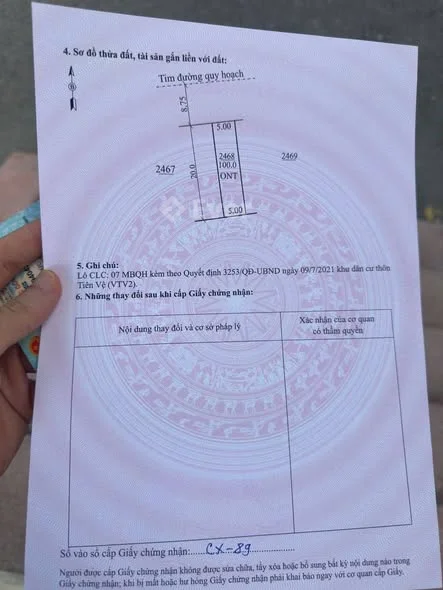 4. Sơ đồ thửa đất, tài sản gắn liền với đất:
Tim đường quy hoạch
8.75
5.00
2467
20.0
2468
100.0
ONT
2469
5.00
5. Ghi chú:
Lô CLC: 07 MBQH kèm theo Quyết định 3253/QĐ-UBND ngày 09/7/2021 khu dân cư thôn
Tiên Vệ (VTV2).
6. Những thay đổi sau khi cấp Giấy chứng nhận:
Nội dung thay đổi và cơ sở pháp lý
Xác nhận của cơ quan
có thẩm quyền
Số vào sổ cấp Giấy chứng nhận:......CX-89..................
Người được cấp Giấy chứng nhận không được sửa chữa, tẩy xóa hoặc bổ sung bất kỳ nội dung nào trong
Giấy chứng nhận; khi bị mất hoặc hư hỏng Giấy chứng nhận phải khai báo ngay với cơ quan cấp Giấy.